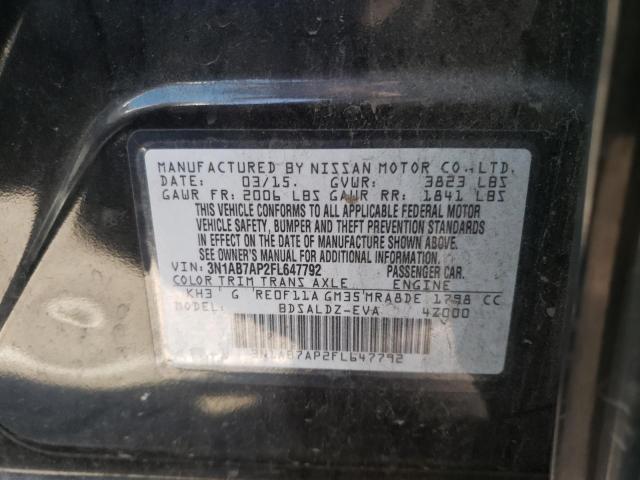 MANUFACTURED BY NISSAN MOTOR CO., LTD.
DATE: 03/15. GVWR: 3823 LBS
GAWR FR: 2006 LBS GAWR RR: 1841 LBS
THIS VEHICLE CONFORMS TO ALL APPLICABLE FEDERAL MOTOR
VEHICLE SAFETY, BUMPER AND THEFT PREVENTION STANDARDS
IN EFFECT ON THE DATE OF MANUFACTURE SHOWN ABOVE.
SEE OWNER'S MANUAL FOR ADDITIONAL INFORMATION.
VIN: 3N1AB7AP2FL647792 PASSENGER CAR.
COLOR TRIM TRANS AXLE ENGINE
KH3 G RE0F11A GM35 MRA8DE 1798 CC
MODEL: BDSALDZ-EVA 4Z000
3N1AB7AP2FL647792